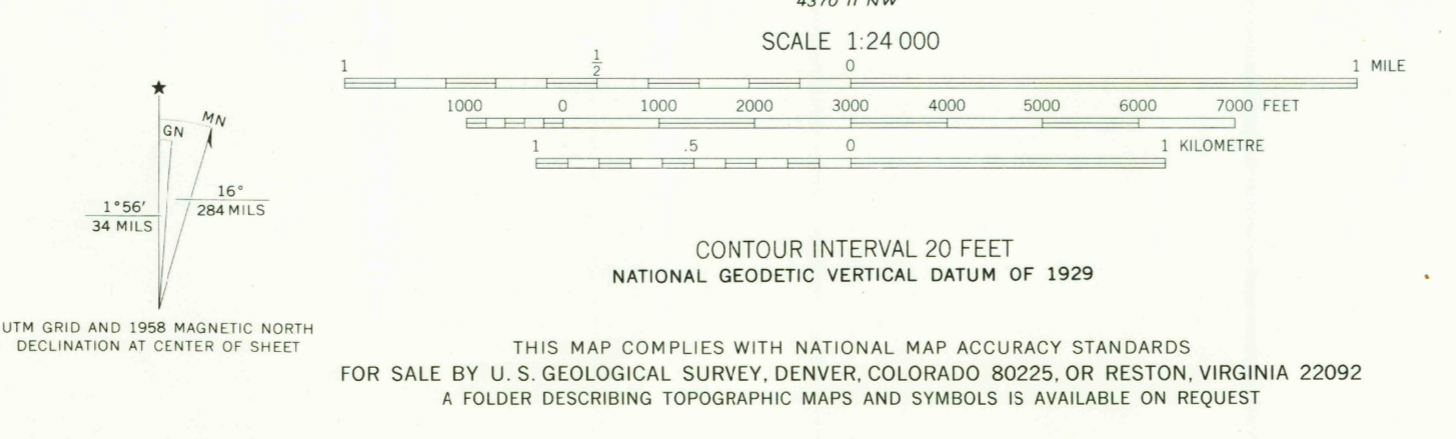 4370 II NW
SCALE 1:24 000
1 1/2 0 1 MILE
1000 0 1000 2000 3000 4000 5000 6000 7000 FEET
1 .5 0 1 KILOMETRE
MN
GN
1°56′
34 MILS
16°
284 MILS
UTM GRID AND 1958 MAGNETIC NORTH
DECLINATION AT CENTER OF SHEET
CONTOUR INTERVAL 20 FEET
NATIONAL GEODETIC VERTICAL DATUM OF 1929
THIS MAP COMPLIES WITH NATIONAL MAP ACCURACY STANDARDS
FOR SALE BY U. S. GEOLOGICAL SURVEY, DENVER, COLORADO 80225, OR RESTON, VIRGINIA 22092
A FOLDER DESCRIBING TOPOGRAPHIC MAPS AND SYMBOLS IS AVAILABLE ON REQUEST